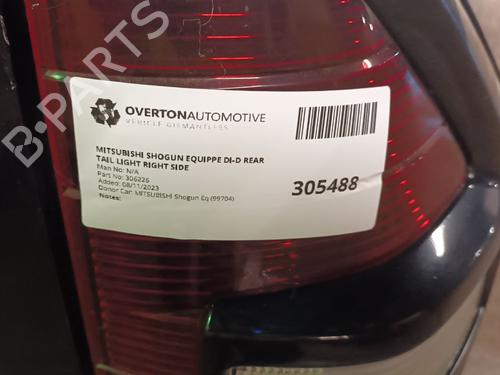 B-PARTS
OVERTONAUTOMOTIVE
VEHICLE DISMANTLERS
MITSUBISHI SHOGUN EQUIPPE DI-D REAR
TAIL LIGHT RIGHT SIDE
Man No: N/A
Part No: 306226
Added: 08/11/2023
Donor Car: MITSUBISHI Shogun Eq (99704)
Notes:
305488